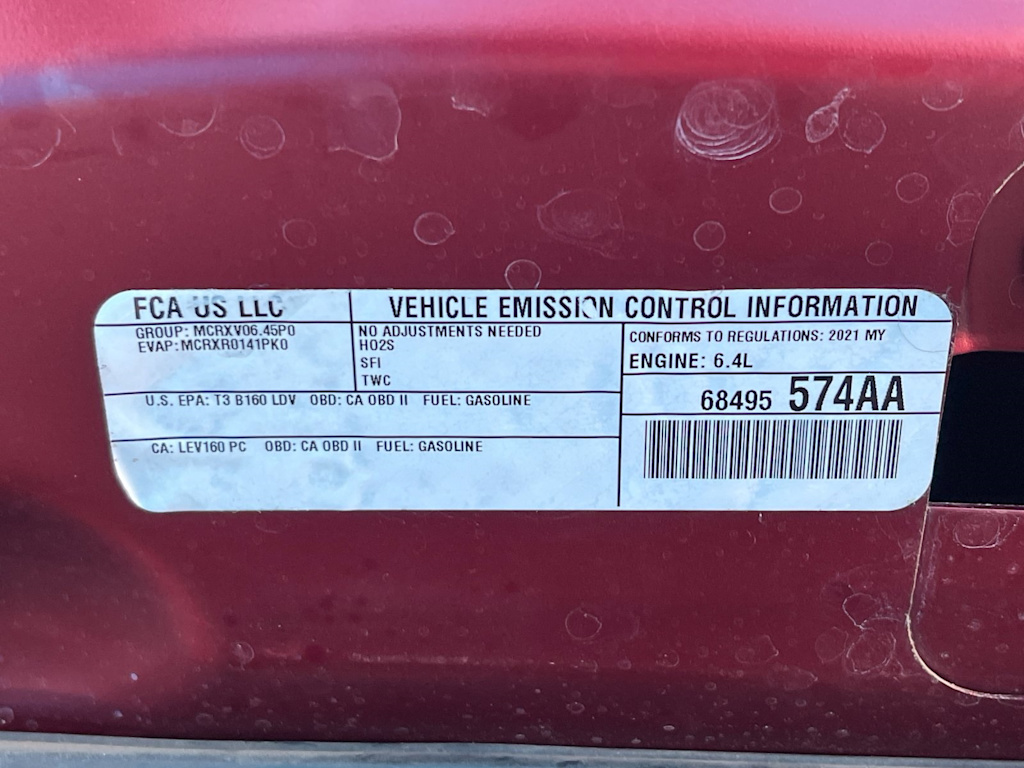 FCA US LLC
VEHICLE EMISSION CONTROL INFORMATION
GROUP: MCRXV06.45P0
EVAP: MCRXR0141PK0
NO ADJUSTMENTS NEEDED
HO2S
SFI
TWC
CONFORMS TO REGULATIONS: 2021 MY
ENGINE: 6.4L
68495 574AA
U.S. EPA: T3 B160 LDV OBD: CA OBD II FUEL: GASOLINE
CA: LEV160 PC OBD: CA OBD II FUEL: GASOLINE